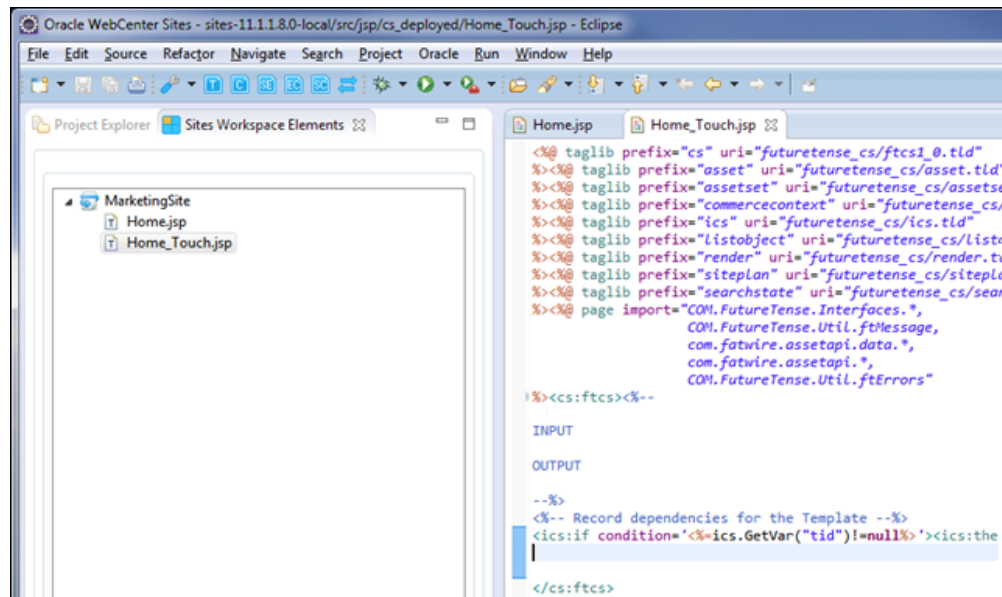 Oracle WebCenter Sites - sites-11.1.1.8.0-local/src/jsp/cs_deployed/Home_Touch.jsp - Eclipse
File Edit Source Refactor Navigate Search Project Oracle Run Window Help
Project Explorer Sites Workspace Elements
MarketingSite
Home.jsp
Home_Touch.jsp
Home.jsp Home_Touch.jsp
<%@ taglib prefix="cs" uri="futuretense_cs/ftcs1_0.tld"
%><%@ taglib prefix="asset" uri="futuretense_cs/asset.tld"
%><%@ taglib prefix="assetset" uri="futuretense_cs/assetse
%><%@ taglib prefix="commercecontext" uri="futuretense_cs/
%><%@ taglib prefix="ics" uri="futuretense_cs/ics.tld"
%><%@ taglib prefix="listobject" uri="futuretense_cs/listo
%><%@ taglib prefix="render" uri="futuretense_cs/render.tl
%><%@ taglib prefix="siteplan" uri="futuretense_cs/sitepla
%><%@ taglib prefix="searchstate" uri="futuretense_cs/sear
%><%@ page import="COM.FutureTense.Interfaces.*,
COM.FutureTense.Util.ftMessage,
com.fatwire.assetapi.data.*,
com.fatwire.assetapi.*,
COM.FutureTense.Util.ftErrors"
%><cs:ftcs><%--
INPUT
OUTPUT
--%>
<%-- Record dependencies for the Template --%>
<ics:if condition='<%=ics.GetVar("tid")!=null%>'><ics:the
</cs:ftcs>